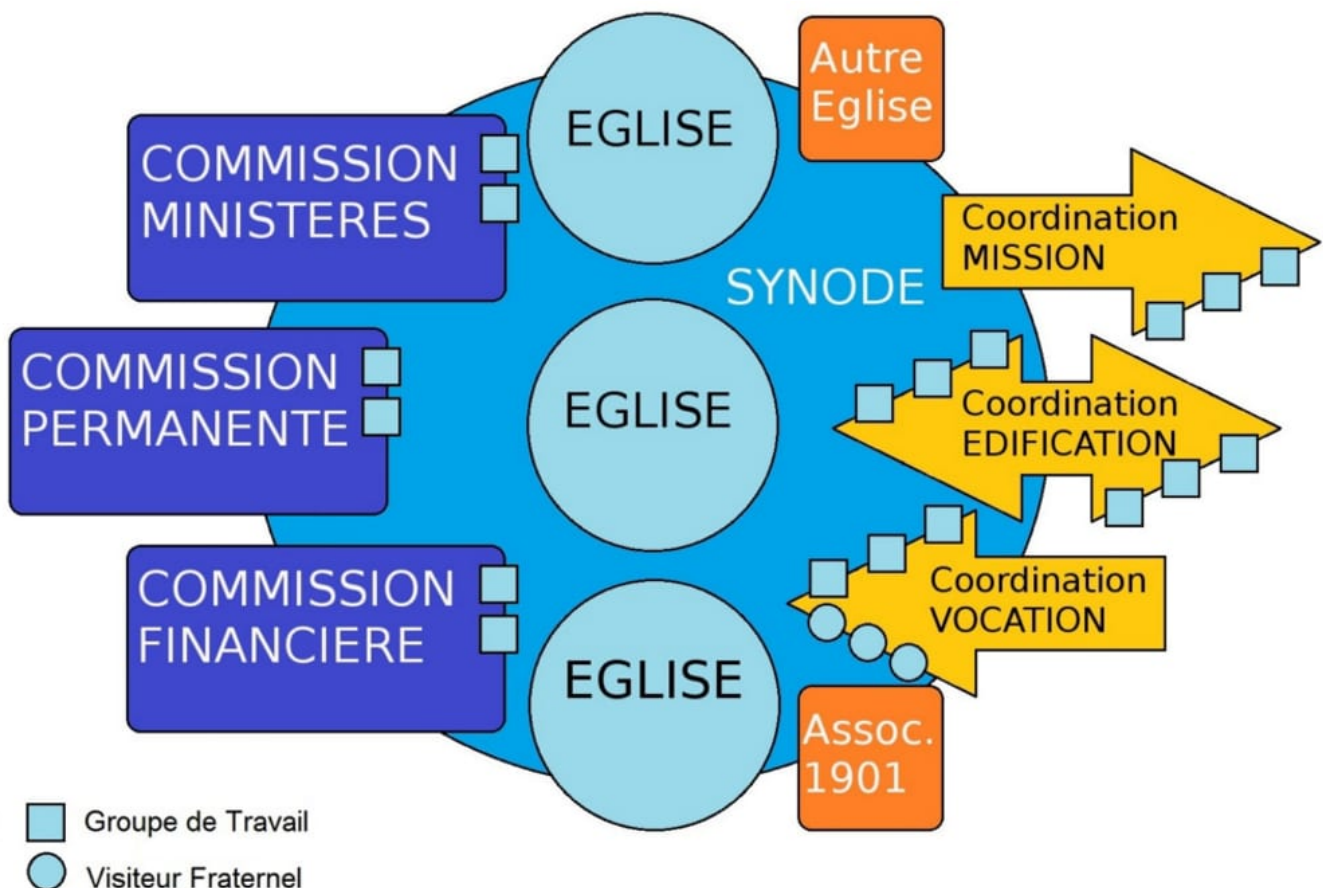 EGLISE
Autre
Eglise
COMMISSION
MINISTERES
Coordination
MISSION
SYNODE
COMMISSION
PERMANENTE
EGLISE
Coordination
EDIFICATION
COMMISSION
FINANCIERE
Coordination
VOCATION
EGLISE
Assoc.
1901
Groupe de Travail
Visiteur Fraternel